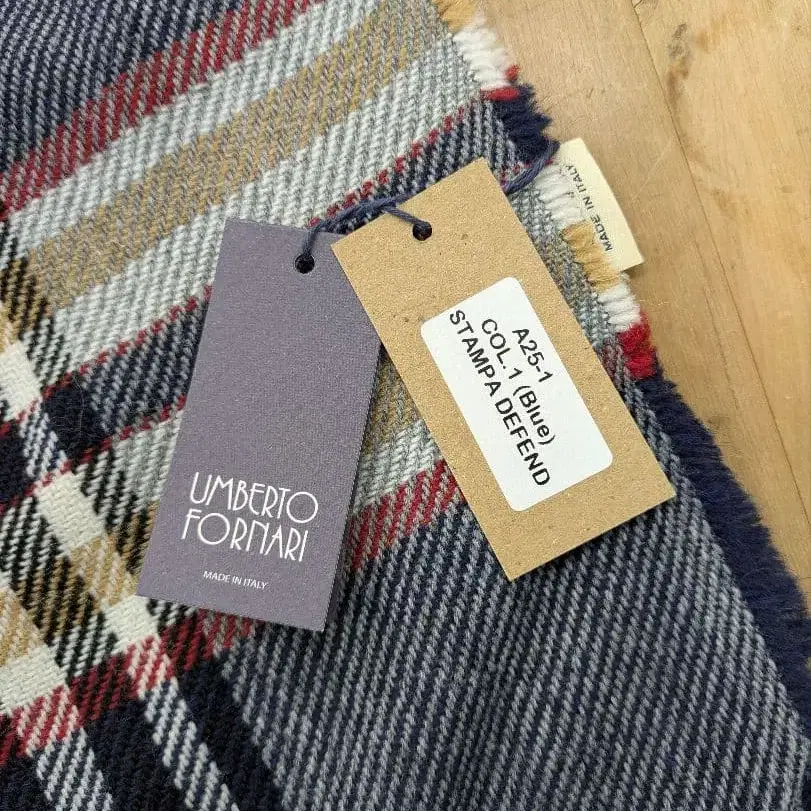 UMBERTO
FORNARI
MADE IN ITALY
A25-1
COL.1 (Blue)
STAMPA DEFEND
MADE IN ITALY